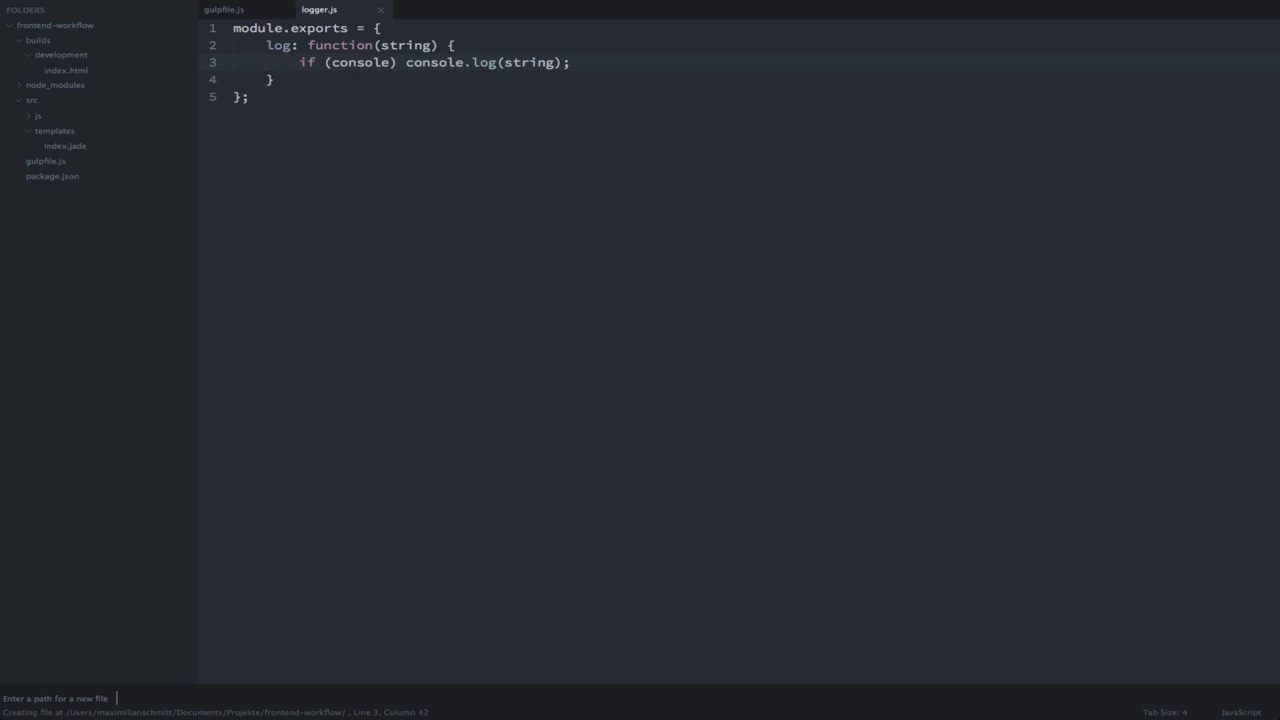 FOLDERS
frontend-workflow
builds
development
index.html
node_modules
src
js
templates
index.jade
gulpfile.js
package.json
gulpfile.js
logger.js
1 module.exports = {
2 log: function(string) {
3 if (console) console.log(string);
4 }
5 };
Enter a path for a new file
Creating file at /Users/maximilianschmitt/Documents/Projekte/frontend-workflow/ , Line 3, Column 42
Tab Size: 4
JavaScript